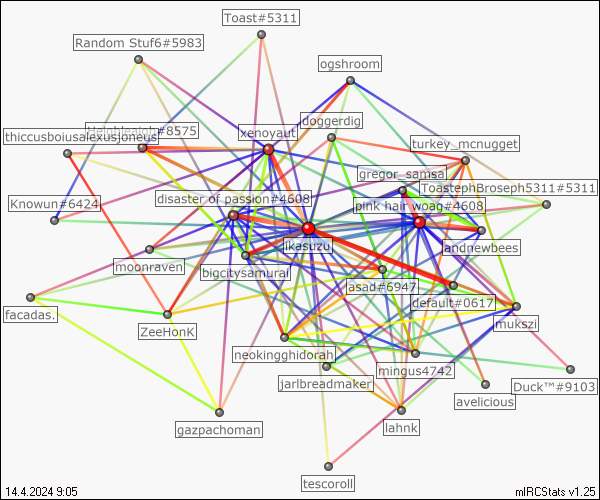 Toast#5311
Random Stuf6#5983
ogshroom
doggerdig
thiccusboiusalexusjoneus
Heighleaigh#8575
xenoyaut
turkey_mcnugget
gregor_samsa
ToastephBroseph5311#5311
Knowun#6424
disaster of passion#4608
pink hair woag#4608
likasuzu
andnewbees
moonraven
bigcitysamurai
asad#6947
default#0617
facadas.
ZeeHonK
mukszi
neokingghidorah
jarlbreadmaker
mingus4742
Duck™#9103
avelicious
gazpachoman
lahnk
tescoroll
14.4.2024 9:05
mIRCStats v1.25